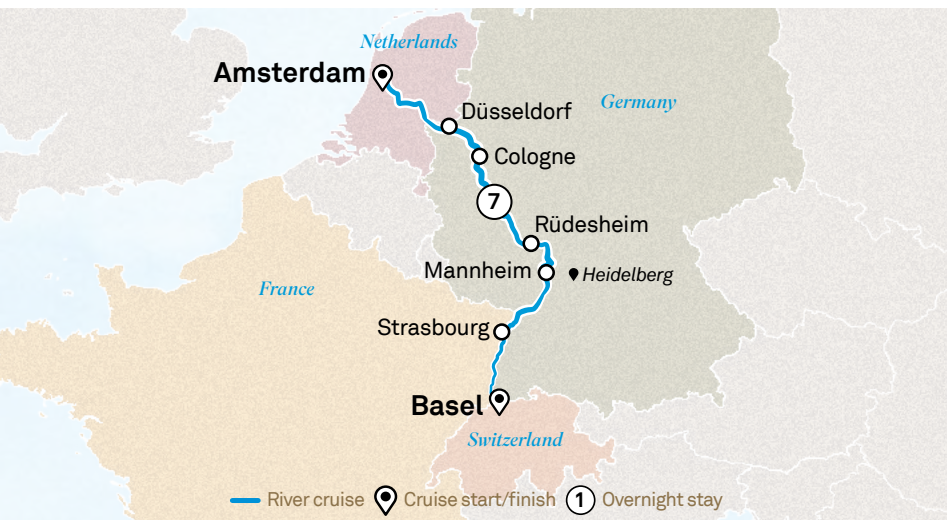 Netherlands
Amsterdam
Germany
Düsseldorf
Cologne
7
Rüdesheim
Mannheim
Heidelberg
France
Strasbourg
Basel
Switzerland
River cruise Cruise start/finish 1 Overnight stay